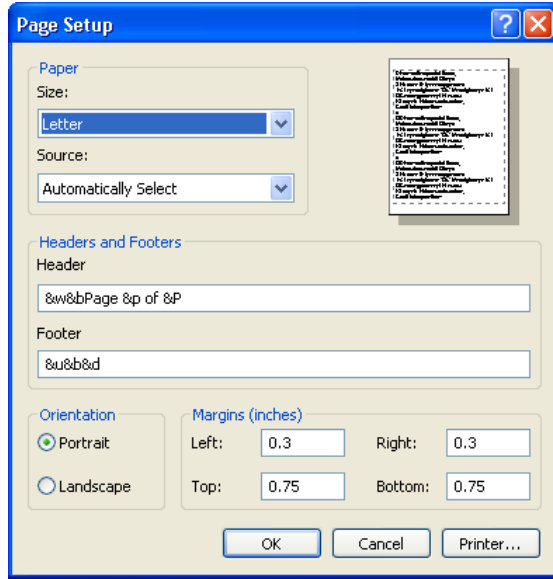 Page Setup
Paper
Size:
Letter
Source:
Automatically Select
Headers and Footers
Header
&w&bPage &p of &P
Footer
&u&b&d
Orientation
Portrait
Landscape
Margins (inches)
Left: 0.3 Right: 0.3
Top: 0.75 Bottom: 0.75
OK Cancel Printer...